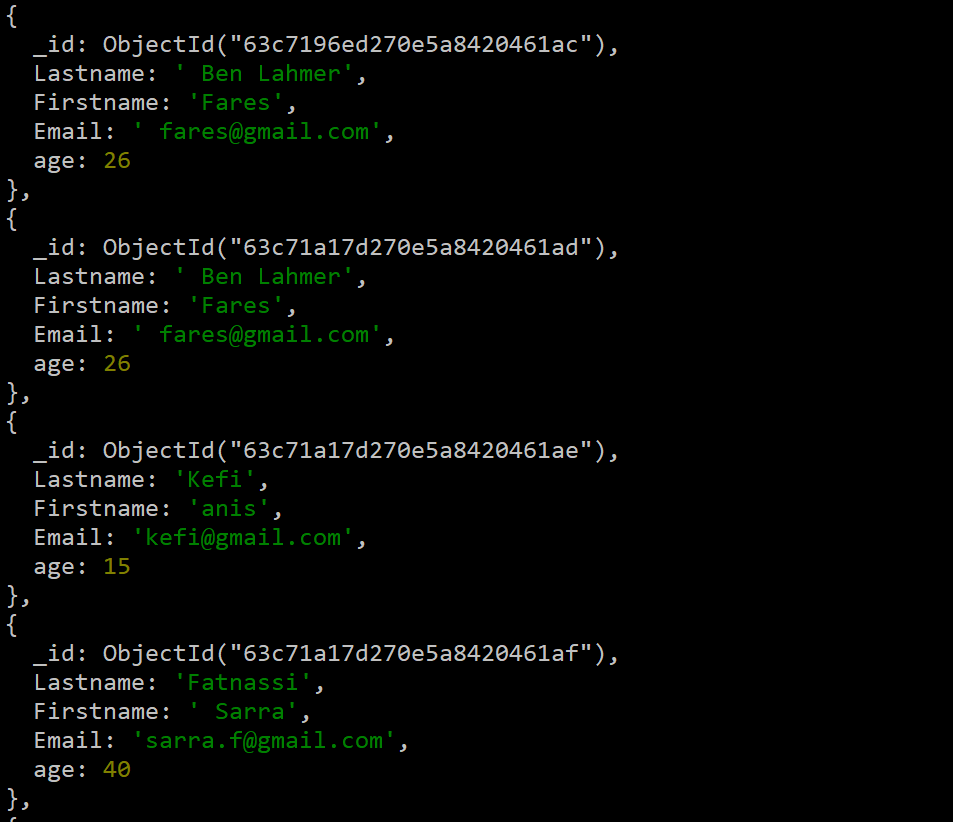 {
  _id: ObjectId("63c7196ed270e5a8420461ac"),
  Lastname: ' Ben Lahmer',
  Firstname: 'Fares',
  Email: ' fares@gmail.com',
  age: 26
},
{
  _id: ObjectId("63c71a17d270e5a8420461ad"),
  Lastname: ' Ben Lahmer',
  Firstname: 'Fares',
  Email: ' fares@gmail.com',
  age: 26
},
{
  _id: ObjectId("63c71a17d270e5a8420461ae"),
  Lastname: 'Kefi',
  Firstname: 'anis',
  Email: 'kefi@gmail.com',
  age: 15
},
{
  _id: ObjectId("63c71a17d270e5a8420461af"),
  Lastname: 'Fatnassi',
  Firstname: ' Sarra',
  Email: 'sarra.f@gmail.com',
  age: 40
},